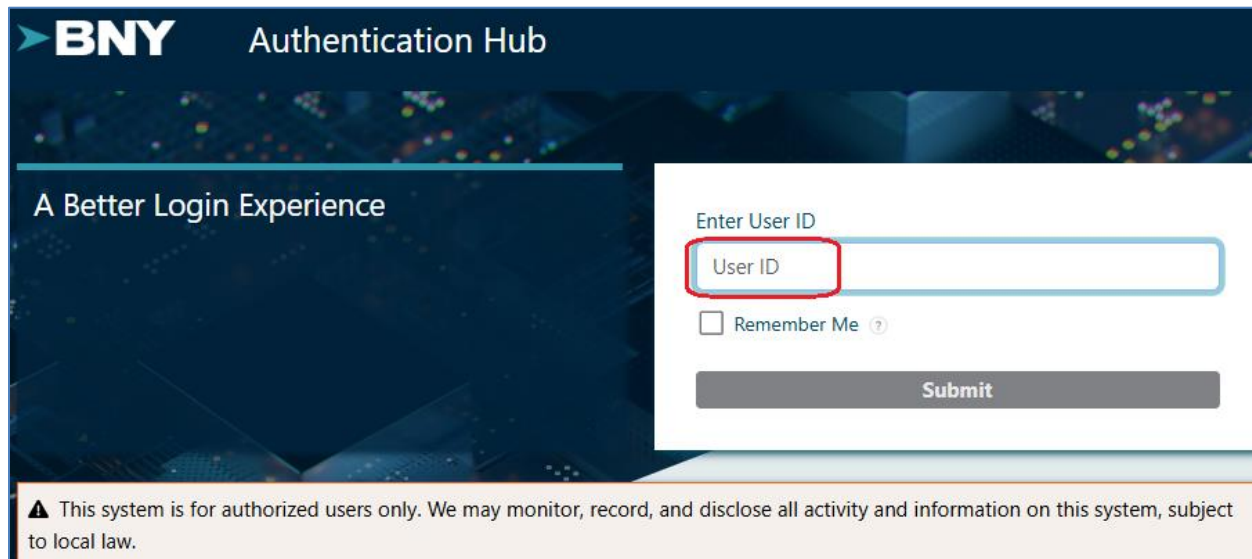 BNY Authentication Hub
A Better Login Experience
Enter User ID
User ID
Remember Me ?
Submit
This system is for authorized users only. We may monitor, record, and disclose all activity and information on this system, subject
to local law.